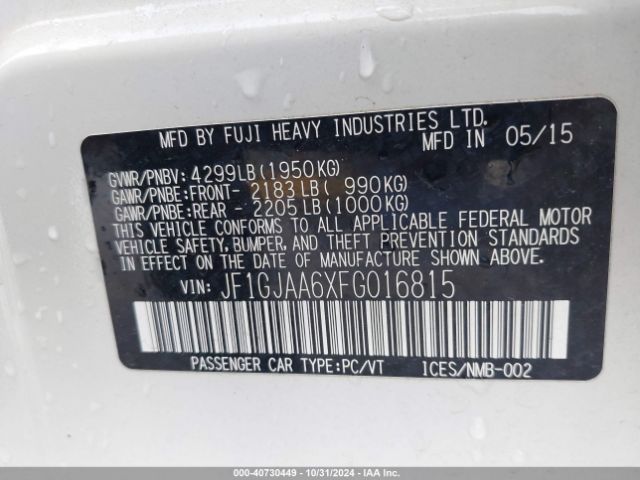 MFD BY FUJI HEAVY INDUSTRIES LTD.
MFD IN 05/15
GVWR/PNBV: 4299LB(1950KG)
GAWR/PNBE:FRONT- 2183LB( 990KG)
GAWR/PNBE:REAR - 2205LB(1000KG)
THIS VEHICLE CONFORMS TO ALL APPLICABLE FEDERAL MOTOR
VEHICLE SAFETY, BUMPER, AND THEFT PREVENTION STANDARDS
IN EFFECT ON THE DATE OF MANUFACTURE SHOWN ABOVE.
VIN: JF1GJAA6XFG016815
PASSENGER CAR TYPE:PC/VT ICES/NMB-002
000-40730449 - 10/31/2024 - IAA Inc.